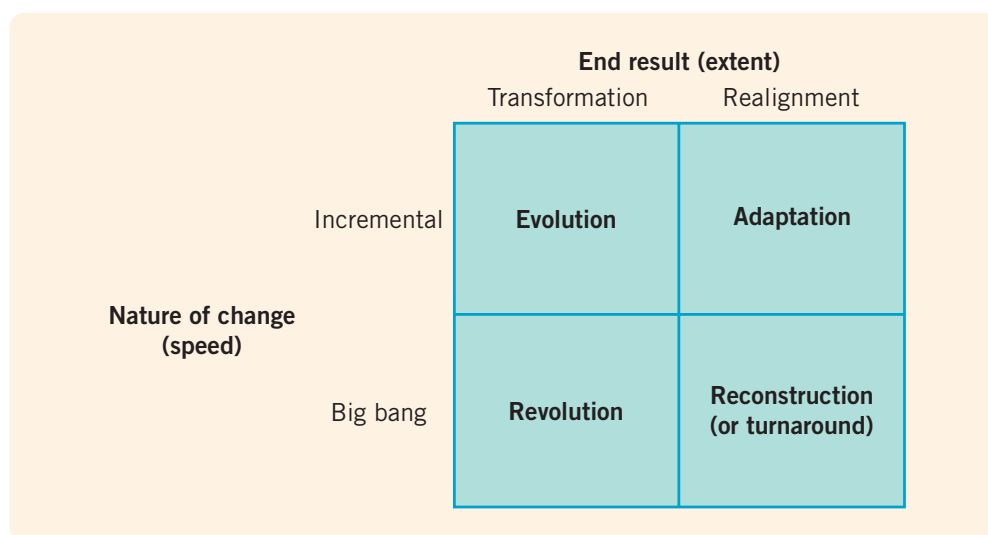 End result (extent)
Transformation Realignment
Incremental Evolution Adaptation
Nature of change
(speed)
Big bang Revolution Reconstruction
(or turnaround)